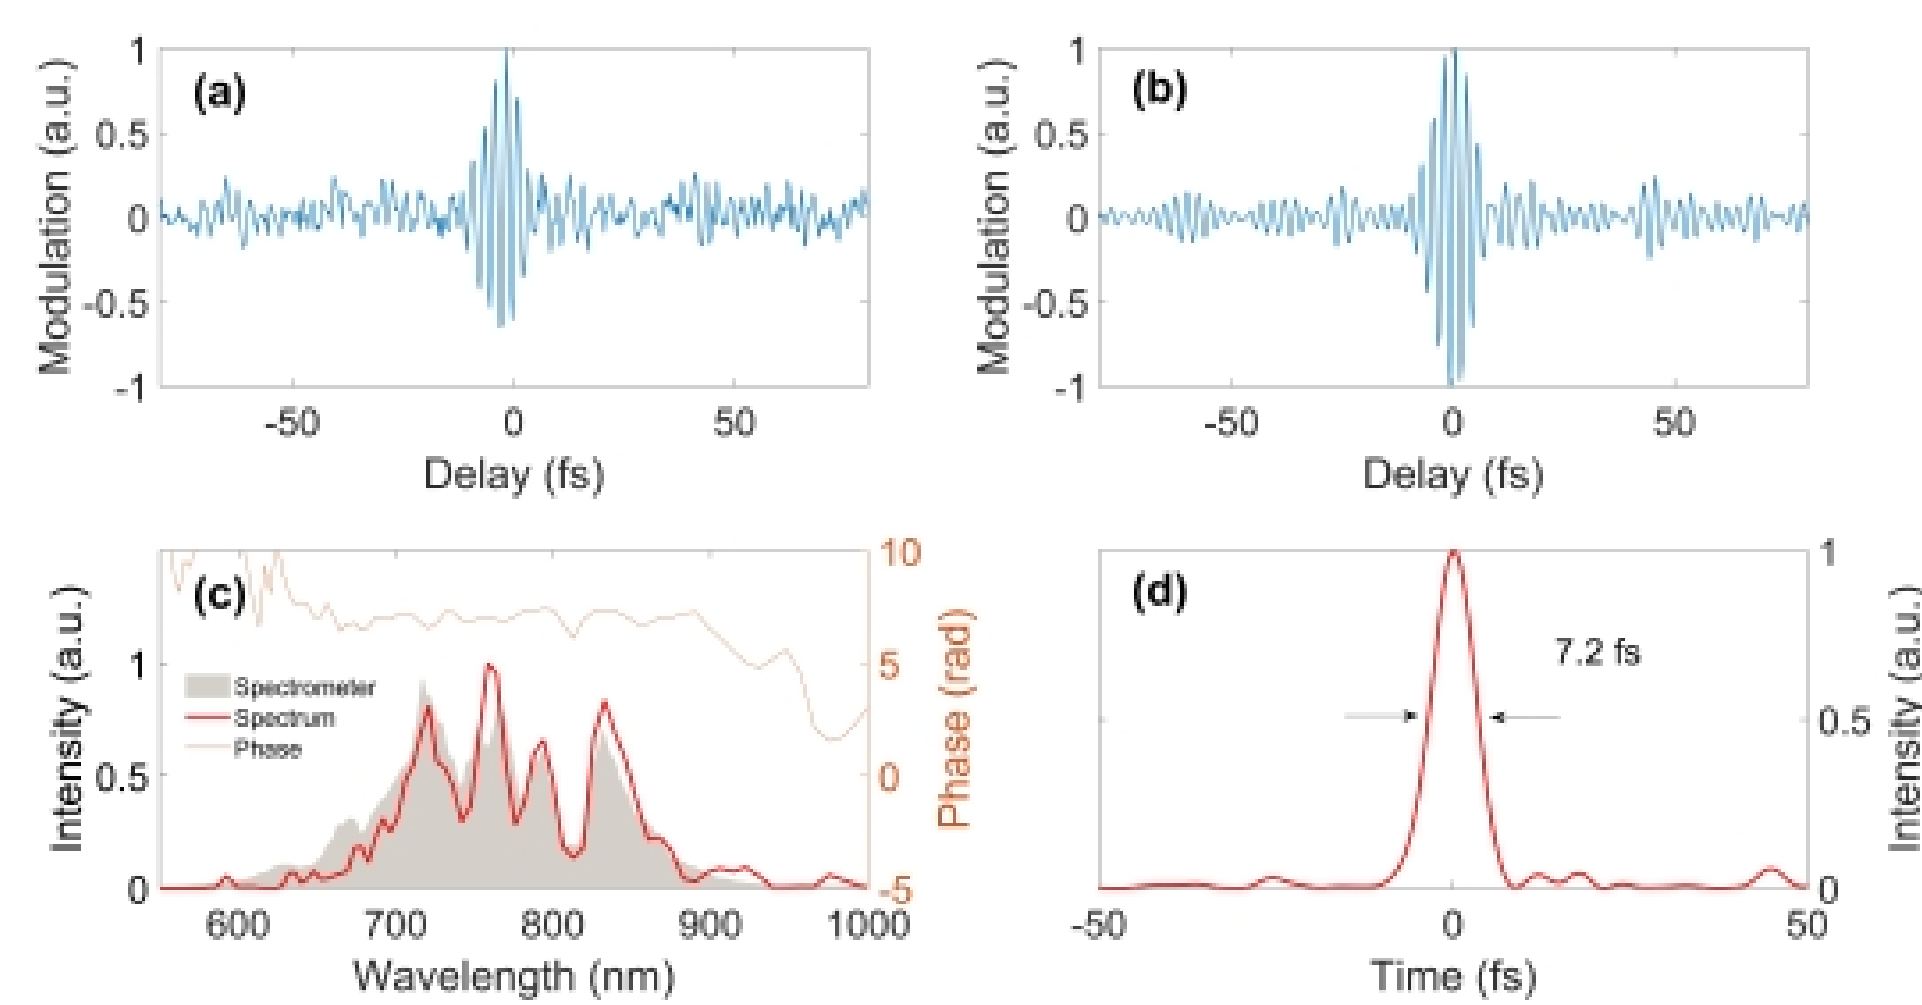 (a)
Modulation (a.u.)
1
0.5
0
-0.5
-1
-50
0
50
Delay (fs)
(b)
Modulation (a.u.)
1
0.5
0
-0.5
-1
-50
0
50
Delay (fs)
(c)
Intensity (a.u.)
1
0.5
0
Spectrometer
Spectrum
Phase
10
5
0
-5
Phase (rad)
600
700
800
900
1000
Wavelength (nm)
(d)
7.2 fs
1
0.5
0
Intensity (a.u.)
-50
0
50
Time (fs)